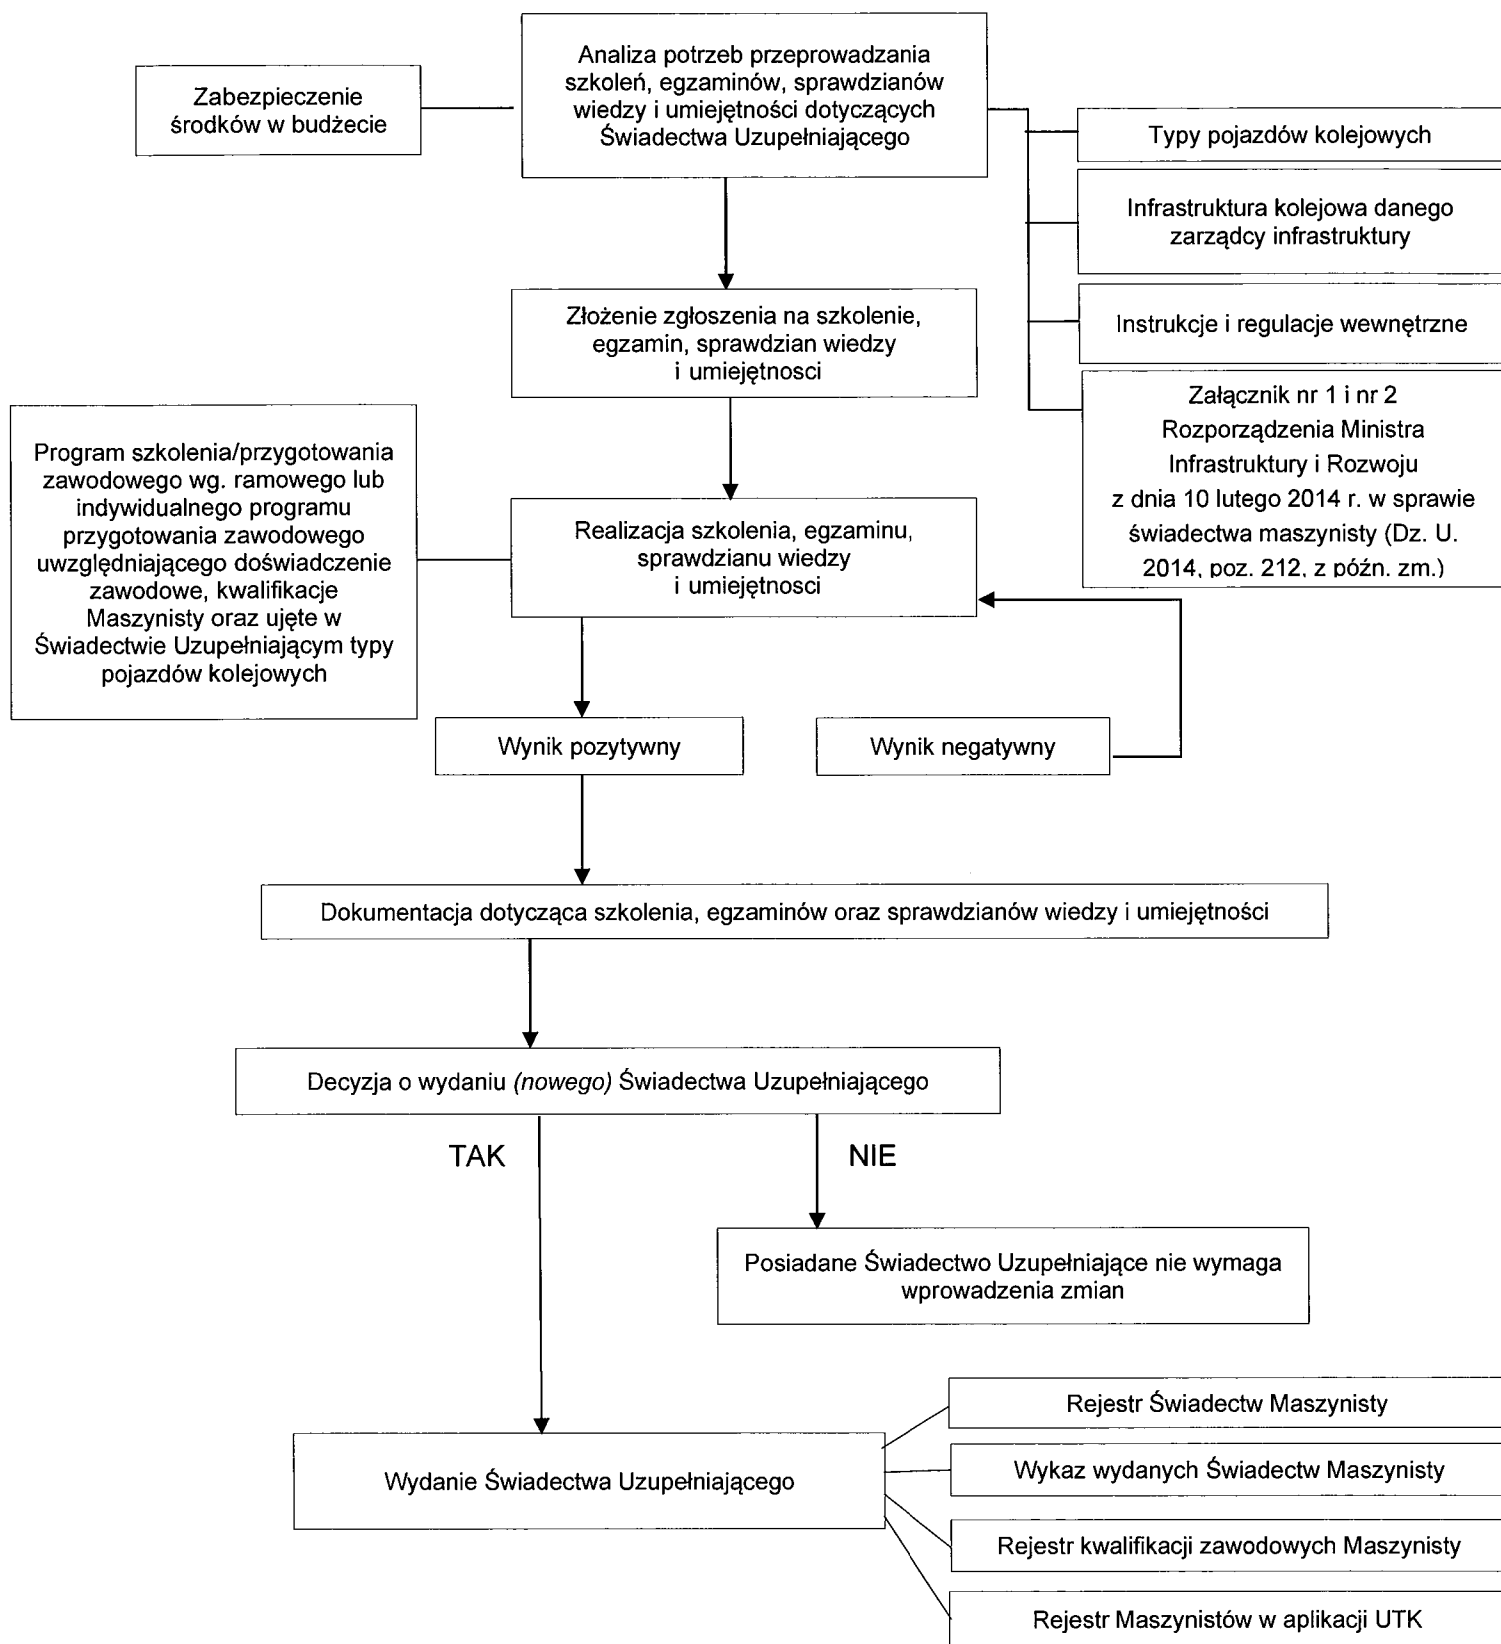 Analiza potrzeb przeprowadzania
szkoleń, egzaminów, sprawdzianów
wiedzy i umiejętności dotyczących
Świadectwa Uzupełniającego
Zabezpieczenie
środków w budżecie
Typy pojazdów kolejowych
Infrastruktura kolejowa danego
zarządcy infrastruktury
Instrukcje i regulacje wewnętrzne
Załącznik nr 1 i nr 2
Rozporządzenia Ministra
Infrastruktury i Rozwoju
z dnia 10 lutego 2014 r. w sprawie
świadectwa maszynisty (Dz. U.
2014, poz. 212, z późn. zm.)
Złożenie zgłoszenia na szkolenie,
egzamin, sprawdzian wiedzy
i umiejętnosci
Program szkolenia/przygotowania
zawodowego wg. ramowego lub
indywidualnego programu
przygotowania zawodowego
uwzględniającego doświadczenie
zawodowe, kwalifikacje
Maszynisty oraz ujęte w
Świadectwie Uzupełniającym typy
pojazdów kolejowych
Realizacja szkolenia, egzaminu,
sprawdzianu wiedzy
i umiejętnosci
Wynik pozytywny
Wynik negatywny
Dokumentacja dotycząca szkolenia, egzaminów oraz sprawdzianów wiedzy i umiejętności
Decyzja o wydaniu (nowego) Świadectwa Uzupełniającego
TAK
NIE
Posiadane Świadectwo Uzupełniające nie wymaga
wprowadzenia zmian
Wydanie Świadectwa Uzupełniającego
Rejestr Świadectw Maszynisty
Wykaz wydanych Świadectw Maszynisty
Rejestr kwalifikacji zawodowych Maszynisty
Rejestr Maszynistów w aplikacji UTK